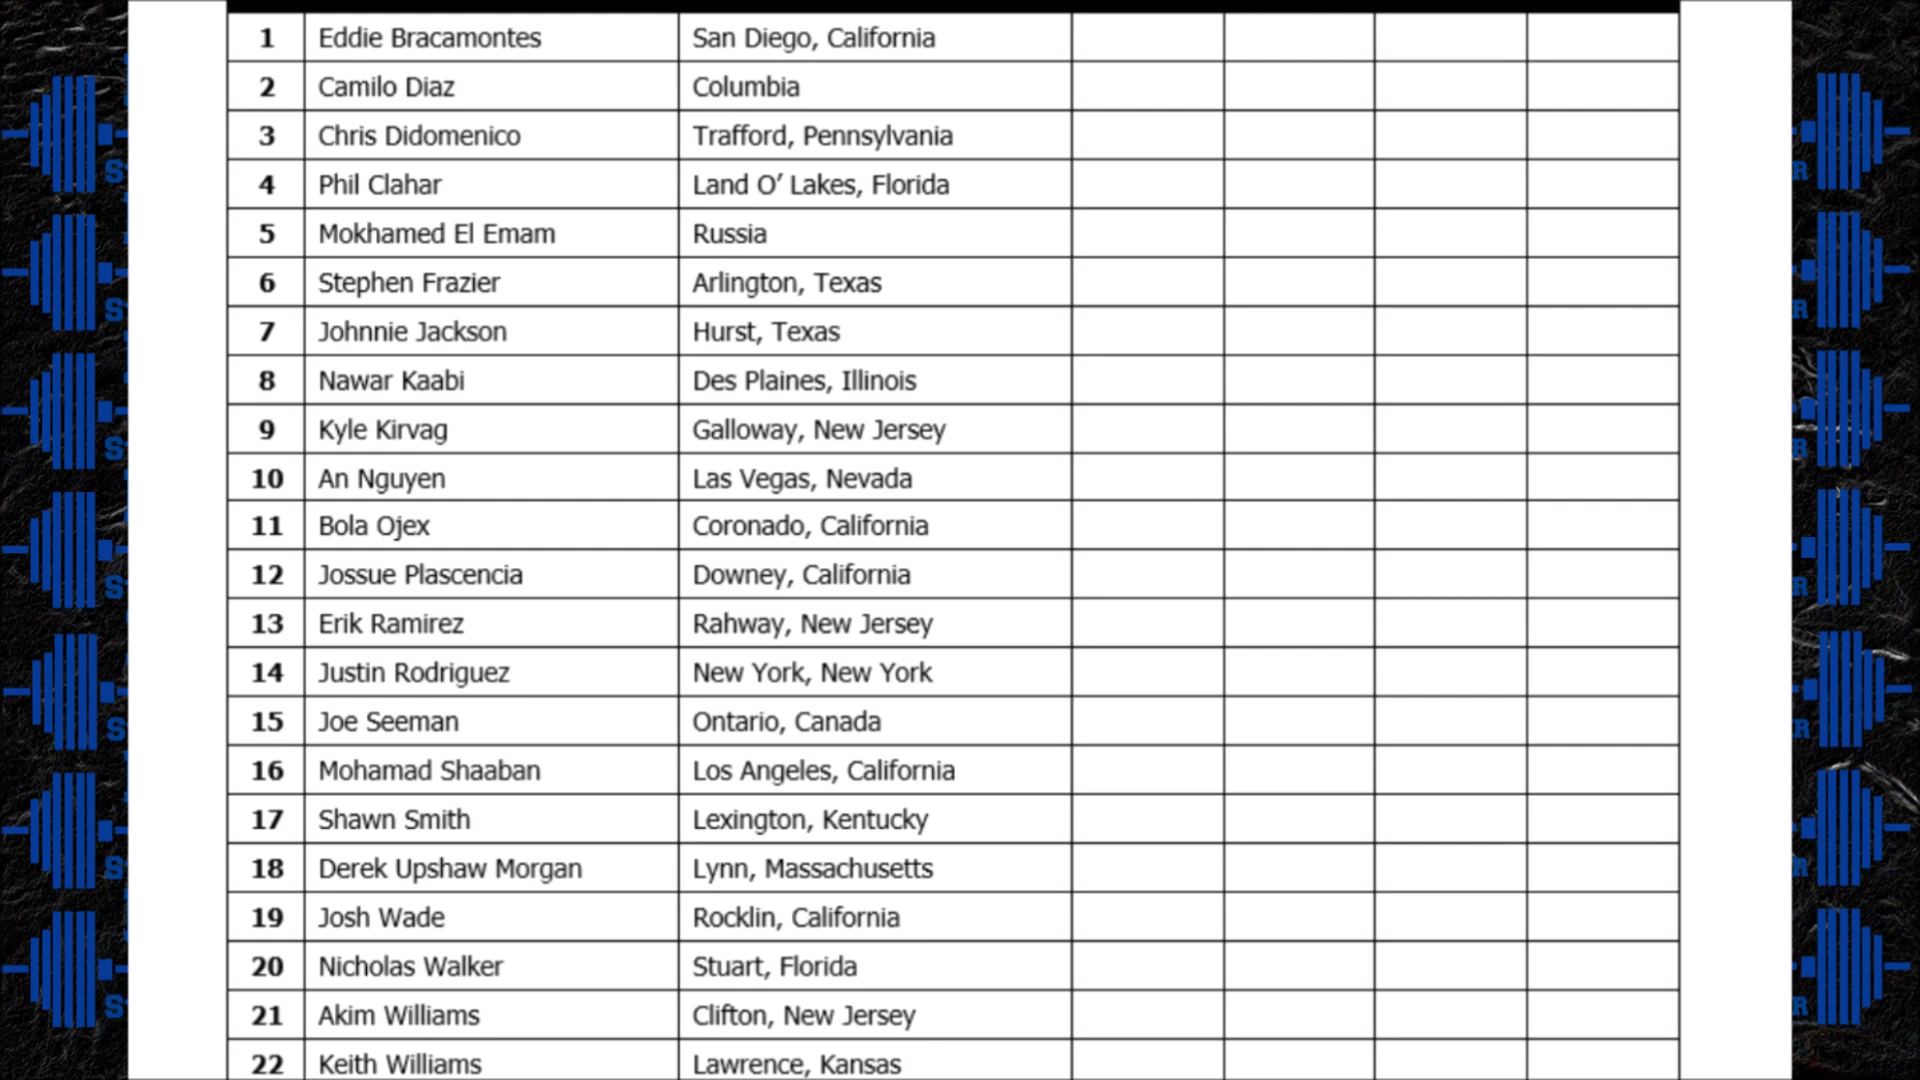 1 Eddie Bracamontes San Diego, California
2 Camilo Diaz Columbia
3 Chris Didomenico Trafford, Pennsylvania
4 Phil Clahar Land O’ Lakes, Florida
5 Mokhamed El Emam Russia
6 Stephen Frazier Arlington, Texas
7 Johnnie Jackson Hurst, Texas
8 Nawar Kaabi Des Plaines, Illinois
9 Kyle Kirvag Galloway, New Jersey
10 An Nguyen Las Vegas, Nevada
11 Bola Ojex Coronado, California
12 Jossue Plascencia Downey, California
13 Erik Ramirez Rahway, New Jersey
14 Justin Rodriguez New York, New York
15 Joe Seeman Ontario, Canada
16 Mohamad Shaaban Los Angeles, California
17 Shawn Smith Lexington, Kentucky
18 Derek Upshaw Morgan Lynn, Massachusetts
19 Josh Wade Rocklin, California
20 Nicholas Walker Stuart, Florida
21 Akim Williams Clifton, New Jersey
22 Keith Williams Lawrence, Kansas